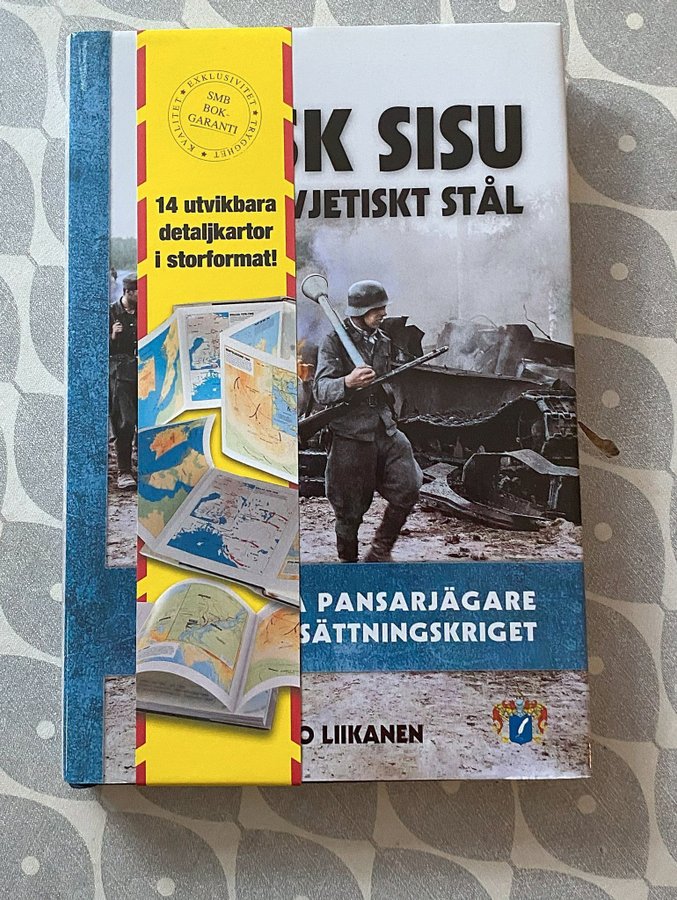 EXKLUSIVITET * TRYGGHET * KVALITET *
SMB
BOK-
GARANTI
14 utvikbara
detaljkartor
i storformat!
SK SISU
VJETISKT STÅL
A PANSARJÄGARE
SÄTTNINGSKRIGET
O LIIKANEN